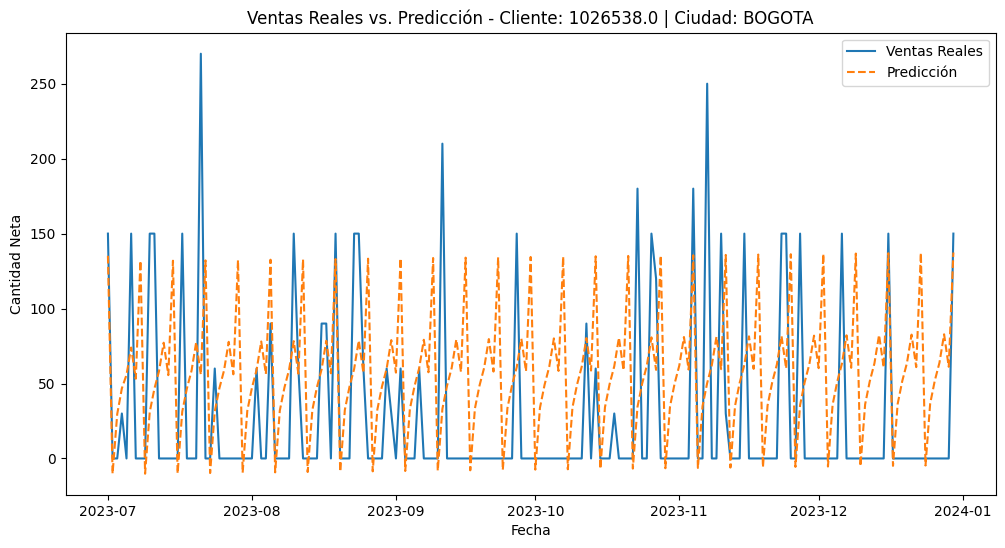 Ventas Reales vs. Predicción - Cliente: 1026538.0 | Ciudad: BOGOTA
Ventas Reales
Predicción
Cantidad Neta
250
200
150
100
50
0
2023-07
2023-08
2023-09
2023-10
2023-11
2023-12
2024-01
Fecha